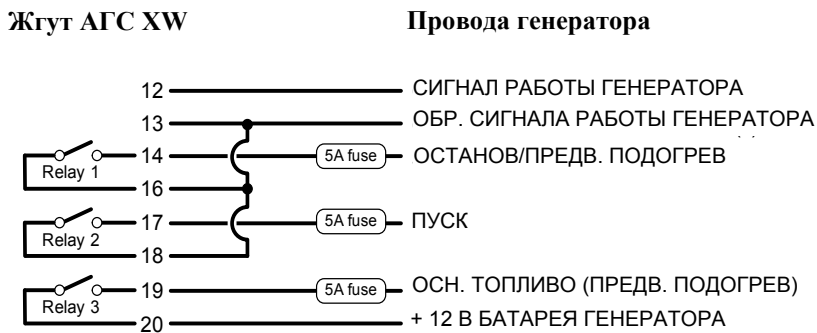 Жгут АГС XW Провода генератора
12 СИГНАЛ РАБОТЫ ГЕНЕРАТОРА
13 ОБР. СИГНАЛА РАБОТЫ ГЕНЕРАТОРА
14 5A fuse ОСТАНОВ/ПРЕДВ. ПОДОГРЕВ
Relay 1
16
17 5A fuse ПУСК
Relay 2
18
19 5A fuse ОСН. ТОПЛИВО (ПРЕДВ. ПОДОГРЕВ)
Relay 3
20 + 12 В БАТАРЕЯ ГЕНЕРАТОРА